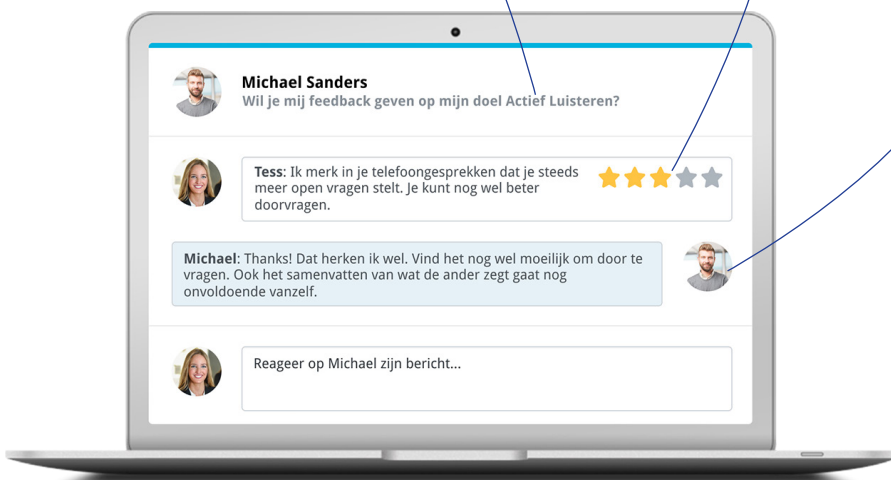 Michael Sanders
Wil je mij feedback geven op mijn doel Actief Luisteren?
Tess: Ik merk in je telefoongesprekken dat je steeds
meer open vragen stelt. Je kunt nog wel beter
doorvragen.
Michael: Thanks! Dat herken ik wel. Vind het nog wel moeilijk om door te
vragen. Ook het samenvatten van wat de ander zegt gaat nog
onvoldoende vanzelf.
Reageer op Michael zijn bericht...